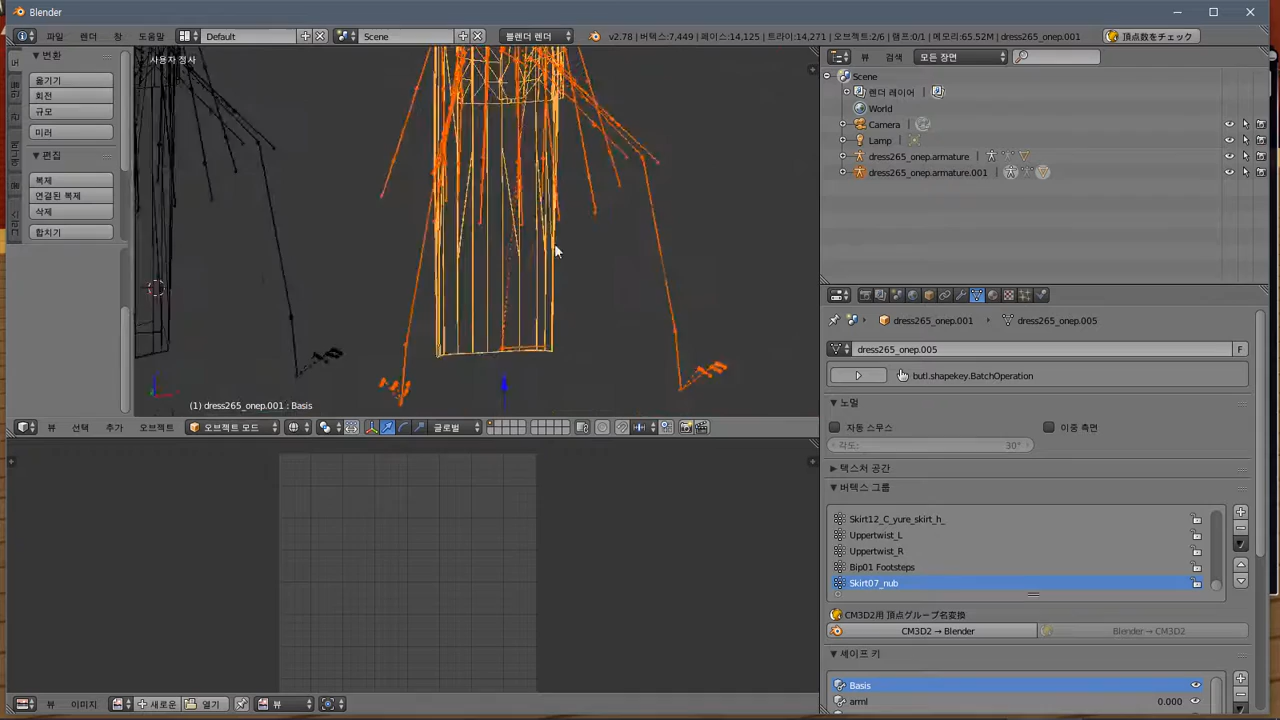 Blender
파일 렌더 창 도움말 Default Scene 블렌더 렌더 v2.78 | 버텍스:7,449 | 페이스:14,125 | 트라이:14,271 | 오브젝트:2/6 | 램프:0/1 | 메모리:65.52M | dress265_onep.001 頂点数をチェック
변환
사용자 정사
옮기기
회전
규모
미러
편집
복제
연결된 복제
삭제
합치기
(1) dress265_onep.001 : Basis
뷰 선택 추가 오브젝트 오브젝트 모드 글로벌
뷰 이미지 새로운 열기 뷰
뷰 검색 모든 장면
Scene
렌더 레이어
World
Camera
Lamp
dress265_onep.armature
dress265_onep.armature.001
dress265_onep.001 dress265_onep.005
dress265_onep.005 F
butl.shapekey.BatchOperation
노멀
자동 스무스 이중 측면
각도: 30°
텍스처 공간
버텍스 그룹
Skirt12_C_yure_skirt_h_
Uppertwist_L
Uppertwist_R
Bip01 Footsteps
Skirt07_nub
CM3D2用 頂点グループ名変換
CM3D2 → Blender Blender → CM3D2
셰이프 키
Basis
arml 0.000